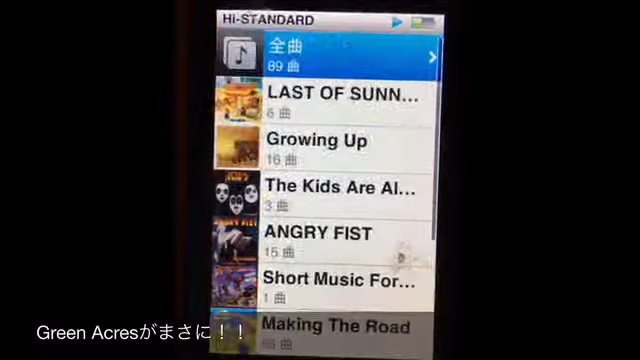 Hi-STANDARD
全曲
89 曲
LAST OF SUNN...
6 曲
Growing Up
16 曲
The Kids Are Al...
3 曲
ANGRY FIST
15 曲
Short Music For...
1 曲
Making The Road
Green Acresがまさに！！